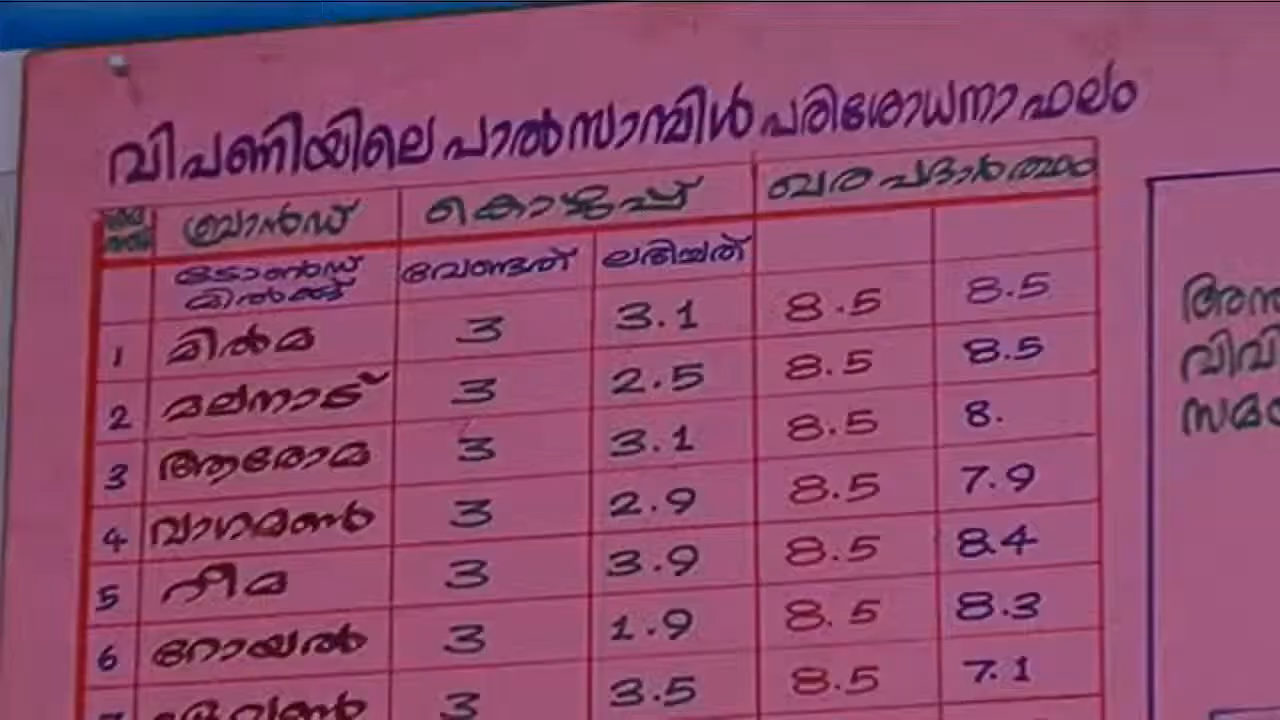 വിപണിയിലെ പാൽസാമ്പിൾ പരിശോധനാഫലം
ബ്രാൻഡ് കൊഴുപ്പ് ഖരപദാർത്ഥം
ടോൺഡ് മിൽക്ക് വേണ്ടത് ലഭിച്ചത്
1 മിൽമ 3 3.1 8.5 8.5
2 മലനാട് 3 2.5 8.5 8.5
3 ആരോമ 3 3.1 8.5 8.
4 വാഗമൺ 3 2.9 8.5 7.9
5 നീമ 3 3.9 8.5 8.4
6 റോയൽ 3 1.9 8.5 8.3
3 3.5 8.5 7.1
വിവി